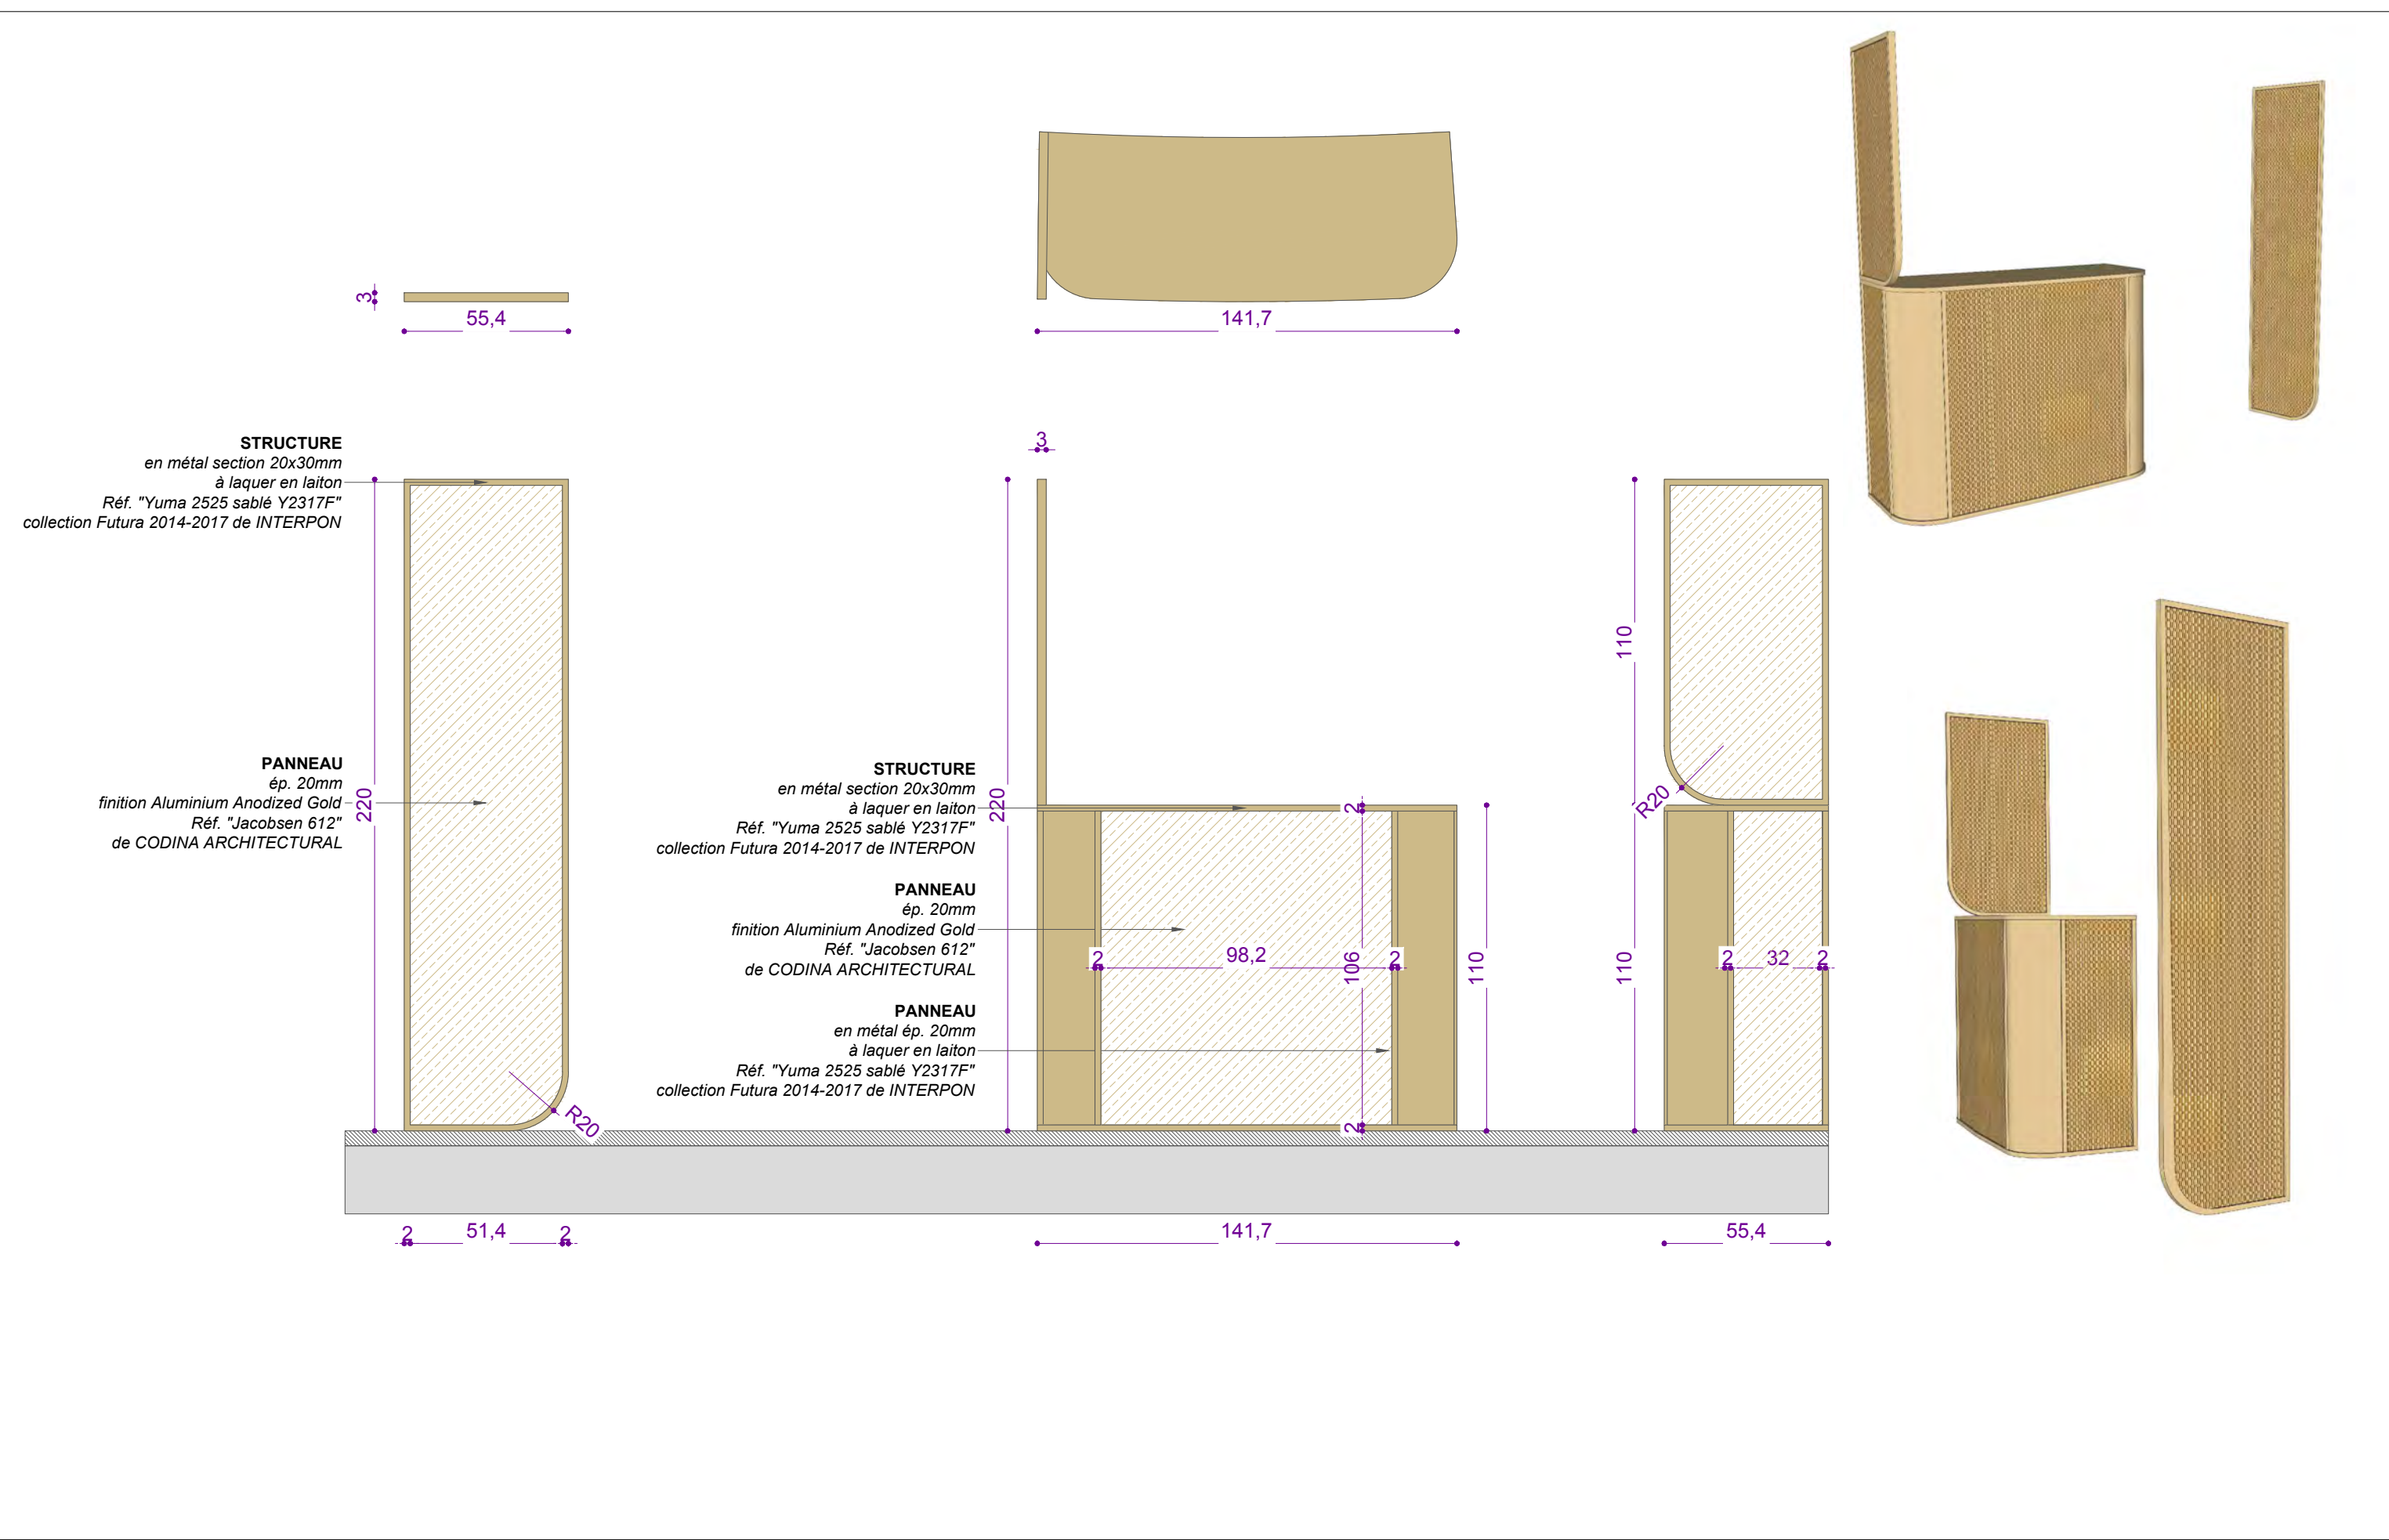 3
55,4
141,7
STRUCTURE
en métal section 20x30mm
à laquer en laiton
Réf. "Yuma 2525 sablé Y2317F"
collection Futura 2014-2017 de INTERPON
PANNEAU
ép. 20mm
finition Aluminium Anodized Gold
Réf. "Jacobsen 612"
de CODINA ARCHITECTURAL
220
R20
2
51,4
2
3
220
STRUCTURE
en métal section 20x30mm
à laquer en laiton
Réf. "Yuma 2525 sablé Y2317F"
collection Futura 2014-2017 de INTERPON
PANNEAU
ép. 20mm
finition Aluminium Anodized Gold
Réf. "Jacobsen 612"
de CODINA ARCHITECTURAL
PANNEAU
en métal ép. 20mm
à laquer en laiton
Réf. "Yuma 2525 sablé Y2317F"
collection Futura 2014-2017 de INTERPON
2
98,2
2
2
106
2
110
141,7
110
R20
110
2
32
2
55,4